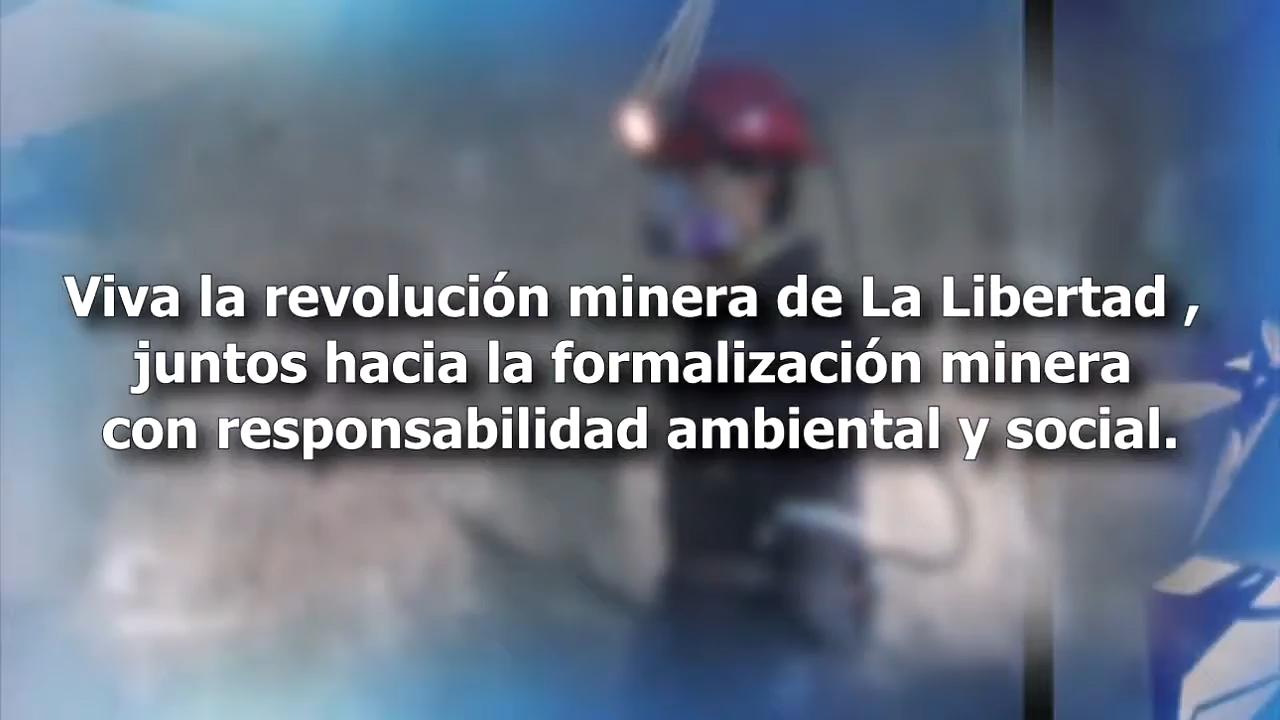 Viva la revolución minera de La Libertad ,
juntos hacia la formalización minera
con responsabilidad ambiental y social.